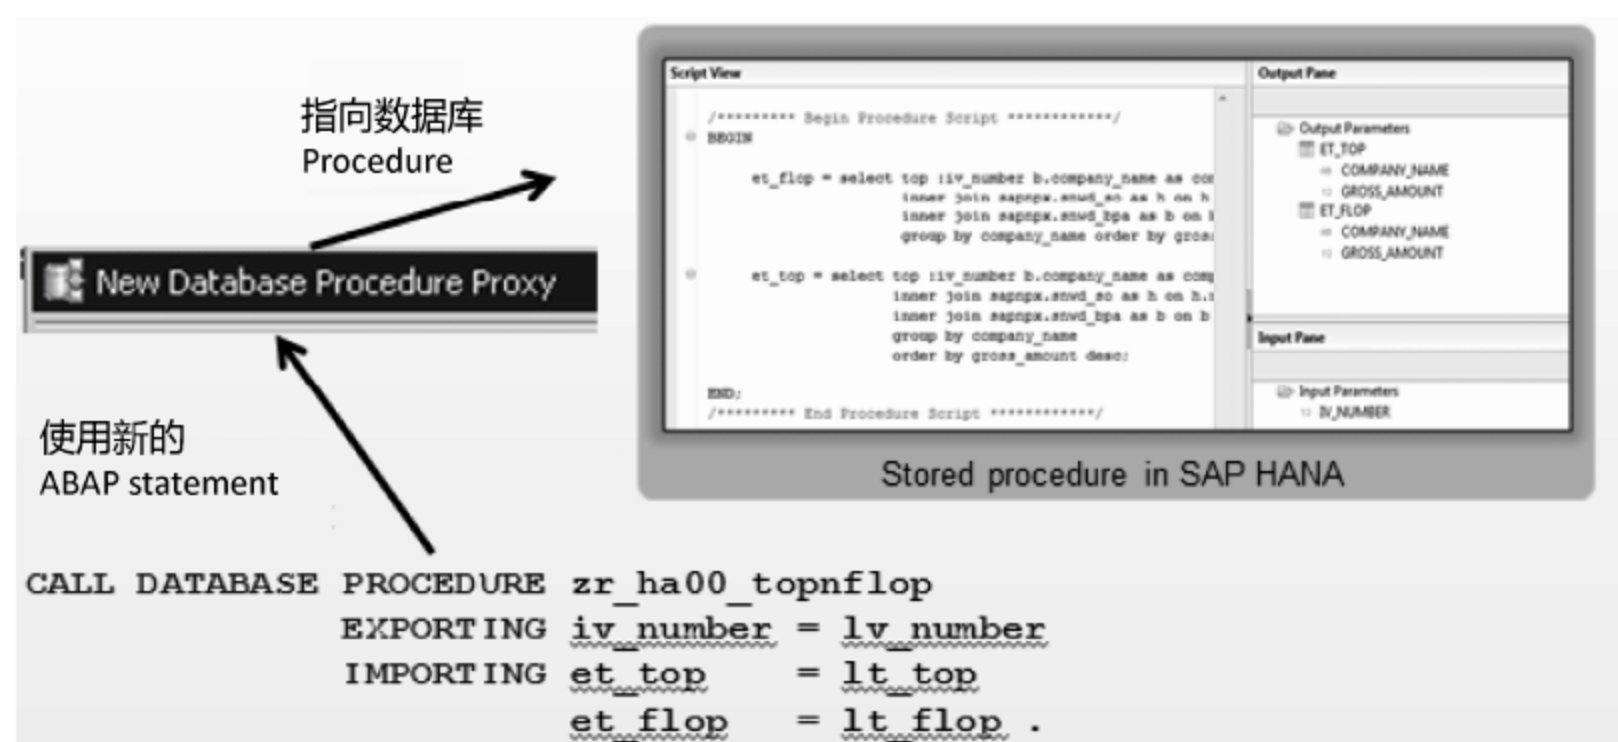 指向数据库
Procedure
New Database Procedure Proxy
使用新的
ABAP statement
Script View
/********* Begin Procedure Script ************/
BEGIN
et_flop = select top :iv_number b.company_name as
inner join sapnpx.snwd_so as h on h
inner join sapnpx.snwd_bpa as b on
group by company_name order by
et_top = select top :iv_number b.company_name as
inner join sapnpx.snwd_so as h on
inner join sapnpx.snwd_bpa as b on b
group by company_name
order by gross_amount desc;
END;
/********* End Procedure Script ************/
Output Pane
Output Parameters
ET_TOP
COMPANY_NAME
GROSS_AMOUNT
ET_FLOP
COMPANY_NAME
GROSS_AMOUNT
Input Pane
Input Parameters
IV_NUMBER
Stored procedure in SAP HANA
CALL DATABASE PROCEDURE zr_ha00_topnflop
EXPORTING iv_number = lv_number
IMPORTING et_top = lt_top
et_flop = lt_flop .